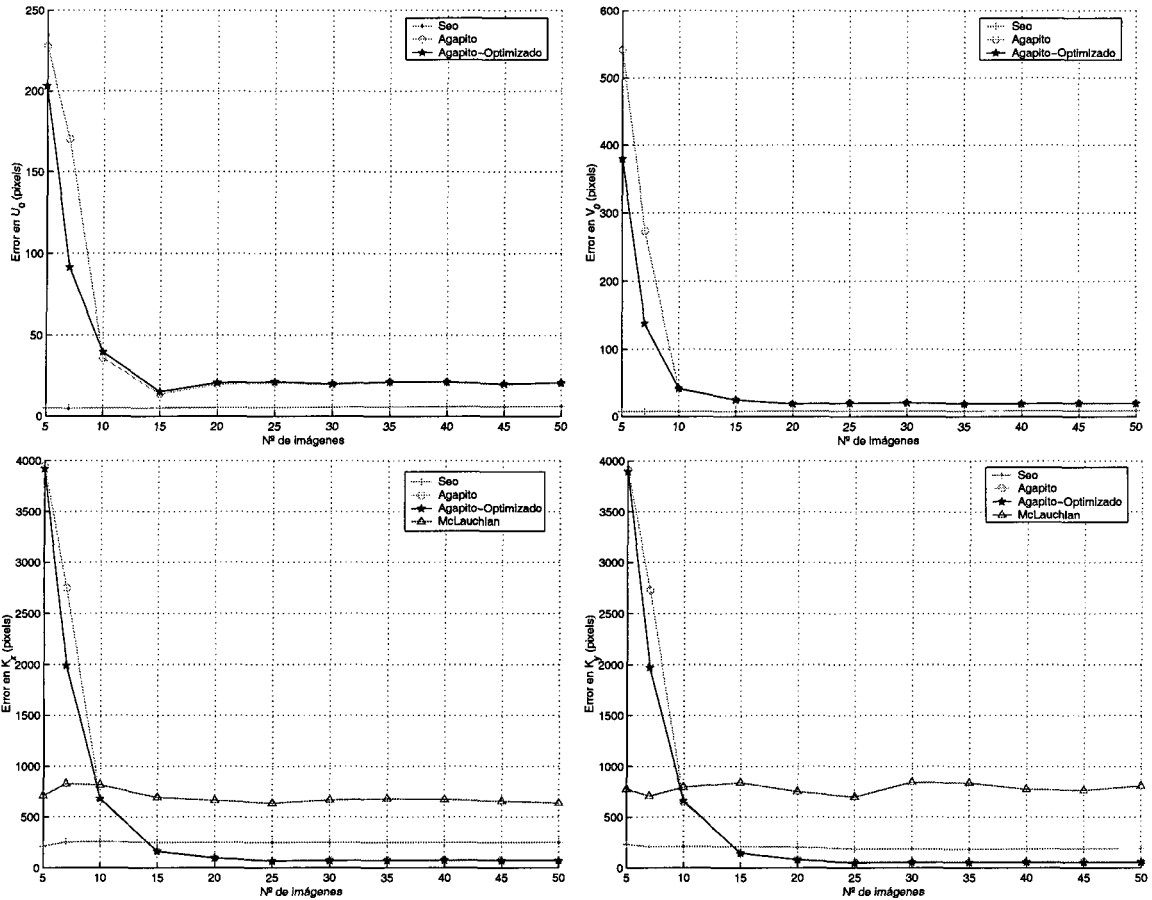 250
200
150
100
50
0
Error en U₀ (pixels)
5 10 15 20 25 30 35 40 45 50
Nº de imágenes
Seo
Agapito
Agapito-Optimizado
600
500
400
300
200
100
0
Error en V₀ (pixels)
5 10 15 20 25 30 35 40 45 50
Nº de imágenes
Seo
Agapito
Agapito-Optimizado
4000
3500
3000
2500
2000
1500
1000
500
0
Error en Kₓ (pixels)
5 10 15 20 25 30 35 40 45 50
Nº de imágenes
Seo
Agapito
Agapito-Optimizado
McLauchlan
4000
3500
3000
2500
2000
1500
1000
500
0
Error en Ky (pixels)
5 10 15 20 25 30 35 40 45 50
Nº de imágenes
Seo
Agapito
Agapito-Optimizado
McLauchlan